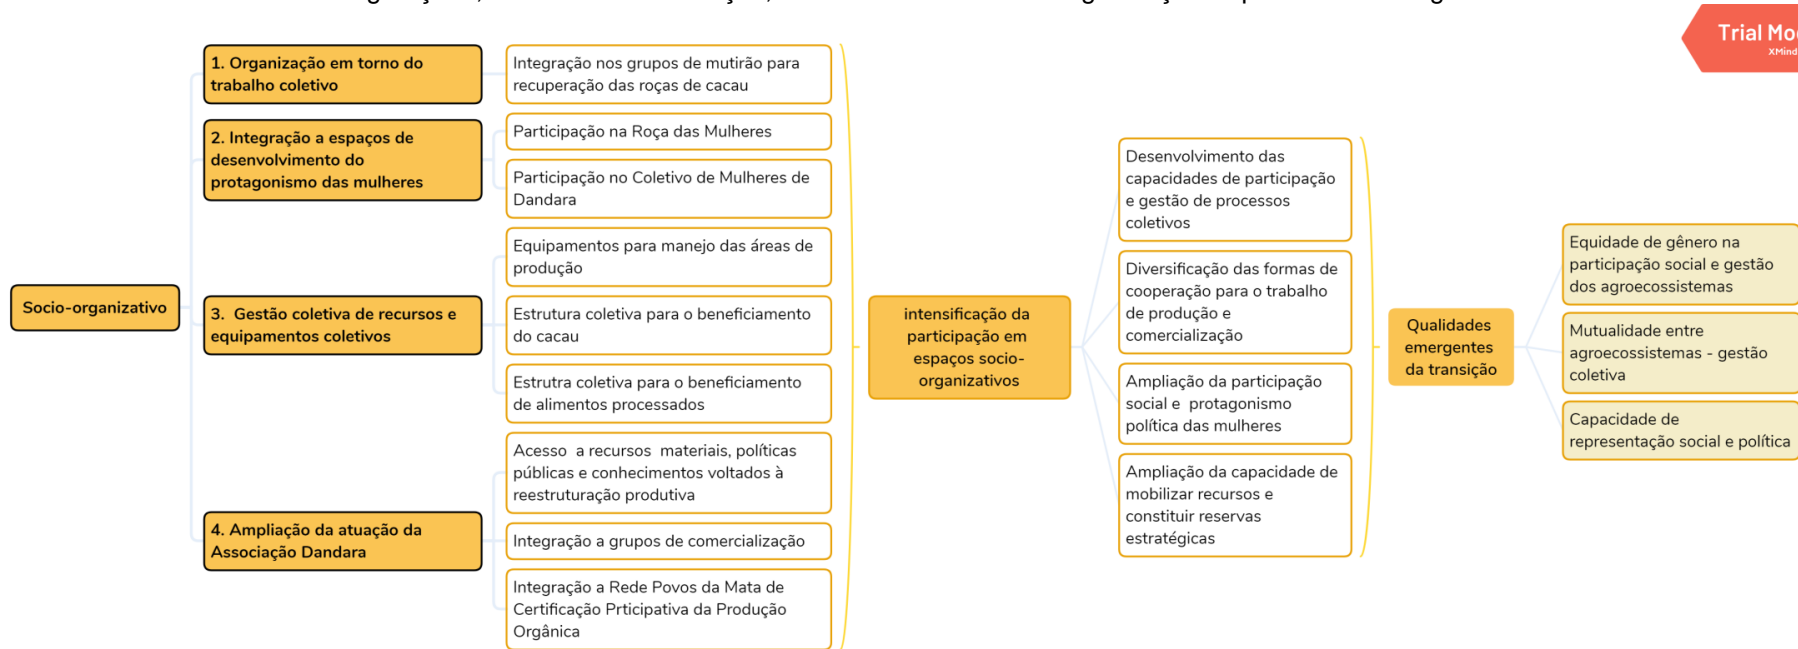 Socio-organizativo
1. Organização em torno do
trabalho coletivo
Integração nos grupos de mutirão para
recuperação das roças de cacau
2. Integração a espaços de
desenvolvimento do
protagonismo das mulheres
Participação na Roça das Mulheres
Participação no Coletivo de Mulheres de
Dandara
3.  Gestão coletiva de recursos e
equipamentos coletivos
Equipamentos para manejo das áreas de
produção
Estrutura coletiva para o beneficiamento
do cacau
Estrutra coletiva para o beneficiamento
de alimentos processados
4. Ampliação da atuação da
Associação Dandara
Acesso  a recursos  materiais, políticas
públicas e conhecimentos voltados à
reestruturação produtiva
Integração a grupos de comercialização
Integração a Rede Povos da Mata de
Certificação Prticipativa da Produção
Orgânica
intensificação da
participação em
espaços socio-
organizativos
Desenvolvimento das
capacidades de participação
e gestão de processos
coletivos
Diversificação das formas de
cooperação para o trabalho
de produção e
comercialização
Ampliação da participação
social e  protagonismo
política das mulheres
Ampliação da capacidade de
mobilizar recursos e
constituir reservas
estratégicas
Qualidades
emergentes
da transição
Equidade de gênero na
participação social e gestão
dos agroecossistemas
Mutualidade entre
agroecossistemas - gestão
coletiva
Capacidade de
representação social e política
Trial
XMind